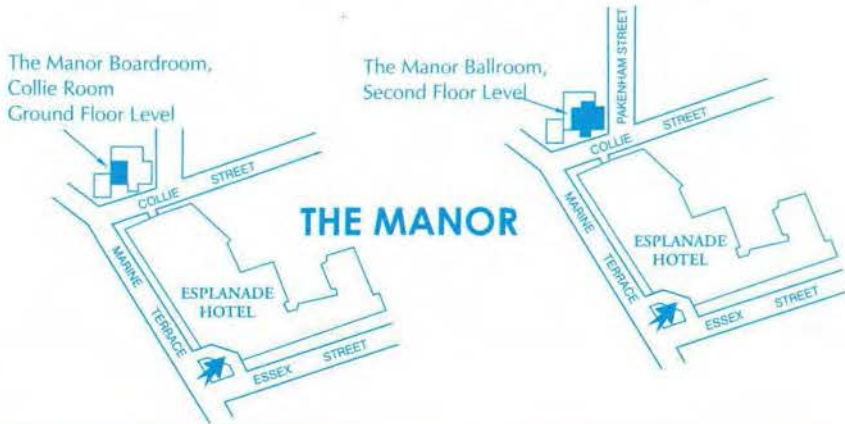 The Manor Boardroom,
Collie Room
Ground Floor Level
COLLIE STREET
MARINE TERRACE
ESPLANADE
HOTEL
ESSEX STREET
THE MANOR
The Manor Ballroom,
Second Floor Level
PAKENHAM STREET
COLLIE STREET
MARINE TERRACE
ESPLANADE
HOTEL
ESSEX STREET